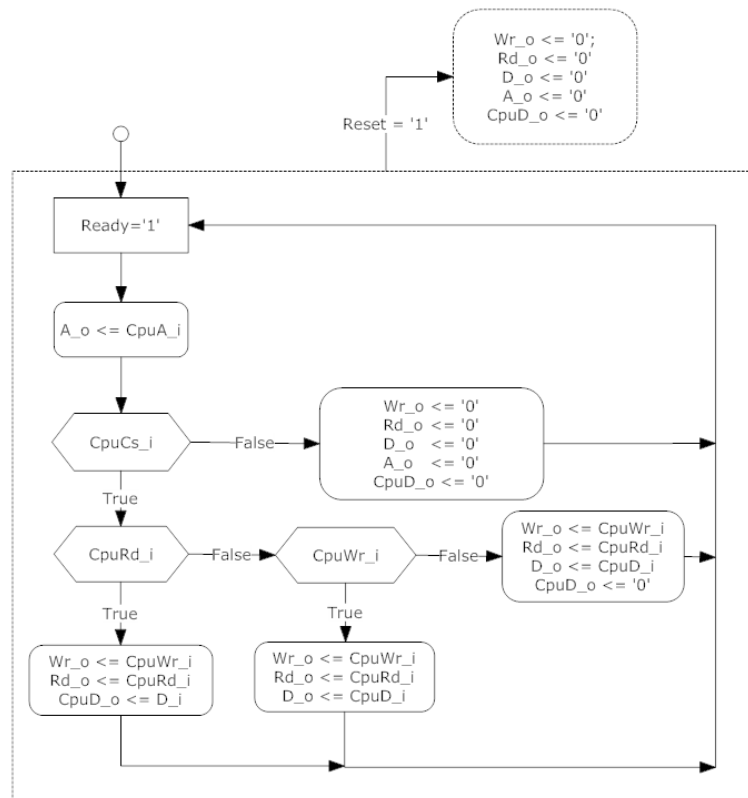 Wr_o <= '0';
Rd_o <= '0'
D_o <= '0'
A_o <= '0'
CpuD_o <= '0'
Reset = '1'
Ready='1'
A_o <= CpuA_i
CpuCs_i
False
Wr_o <= '0'
Rd_o <= '0'
D_o <= '0'
A_o <= '0'
CpuD_o <= '0'
True
CpuRd_i
False
CpuWr_i
False
Wr_o <= CpuWr_i
Rd_o <= CpuRd_i
D_o <= CpuD_i
CpuD_o <= '0'
True
True
Wr_o <= CpuWr_i
Rd_o <= CpuRd_i
CpuD_o <= D_i
Wr_o <= CpuWr_i
Rd_o <= CpuRd_i
D_o <= CpuD_i